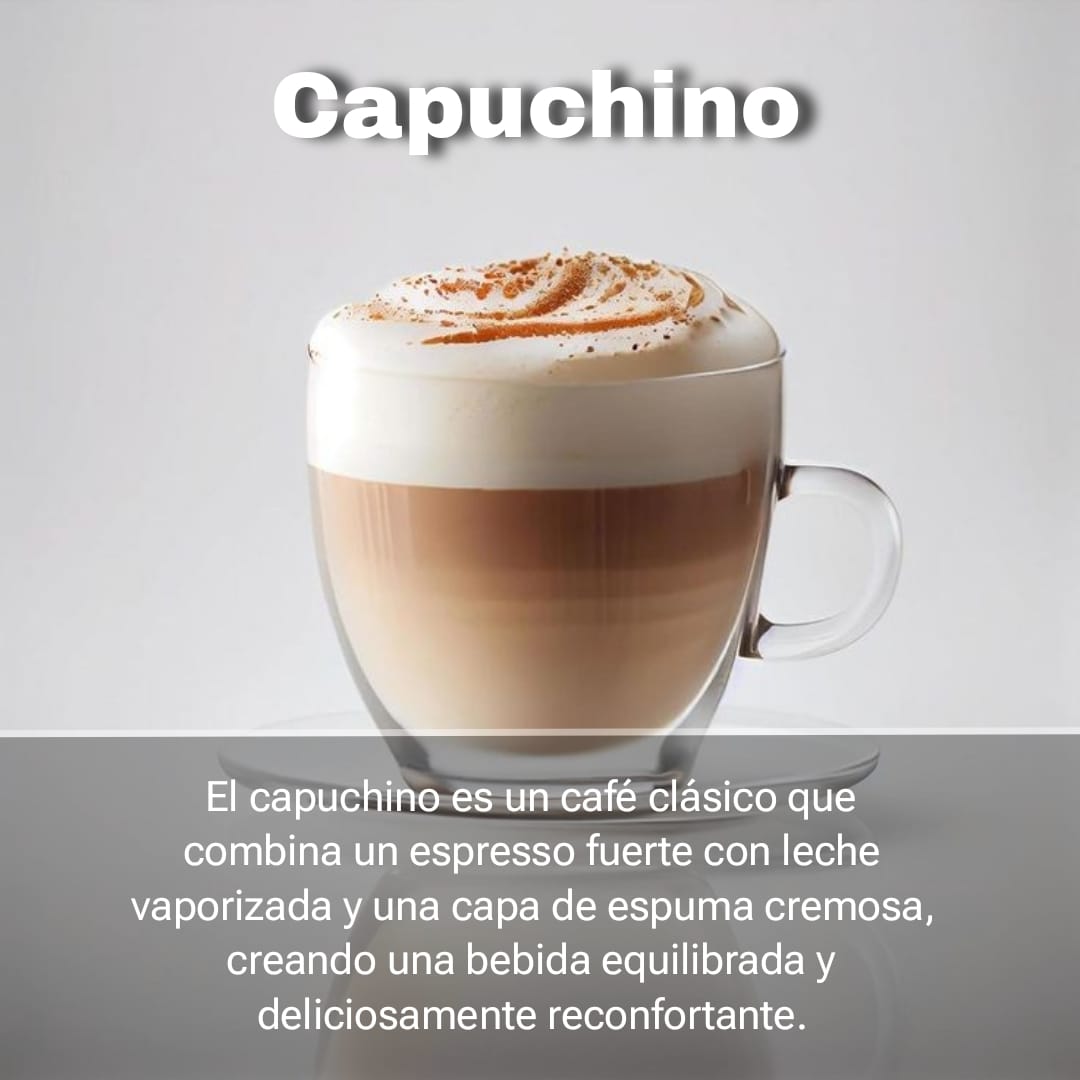 Capuchino
El capuchino es un café clásico que
combina un espresso fuerte con leche
vaporizada y una capa de espuma cremosa,
creando una bebida equilibrada y
deliciosamente reconfortante.